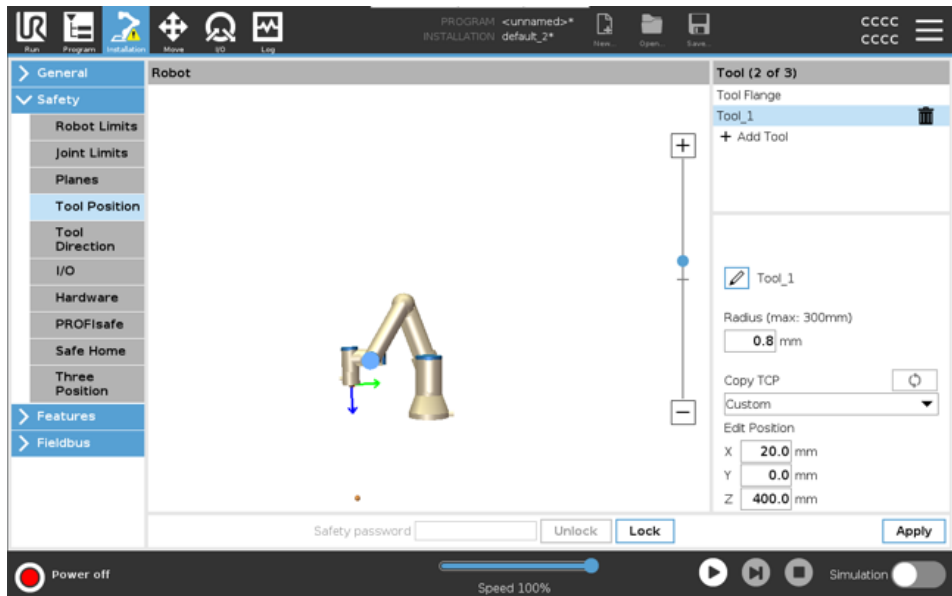 PROGRAM <unnamed>*
INSTALLATION default_2*
Run Program Installation Move I/O Log
New... Open... Save...
CCCC
CCCC
General
Safety
Robot Limits
Joint Limits
Planes
Tool Position
Tool
Direction
I/O
Hardware
PROFIsafe
Safe Home
Three
Position
Features
Fieldbus
Robot
Tool (2 of 3)
Tool Flange
Tool_1
+ Add Tool
Tool_1
Radius (max: 300mm)
0.8 mm
Copy TCP
Custom
Edit Position
X 20.0 mm
Y 0.0 mm
Z 400.0 mm
Safety password Unlock Lock Apply
Power off
Speed 100%
Simulation